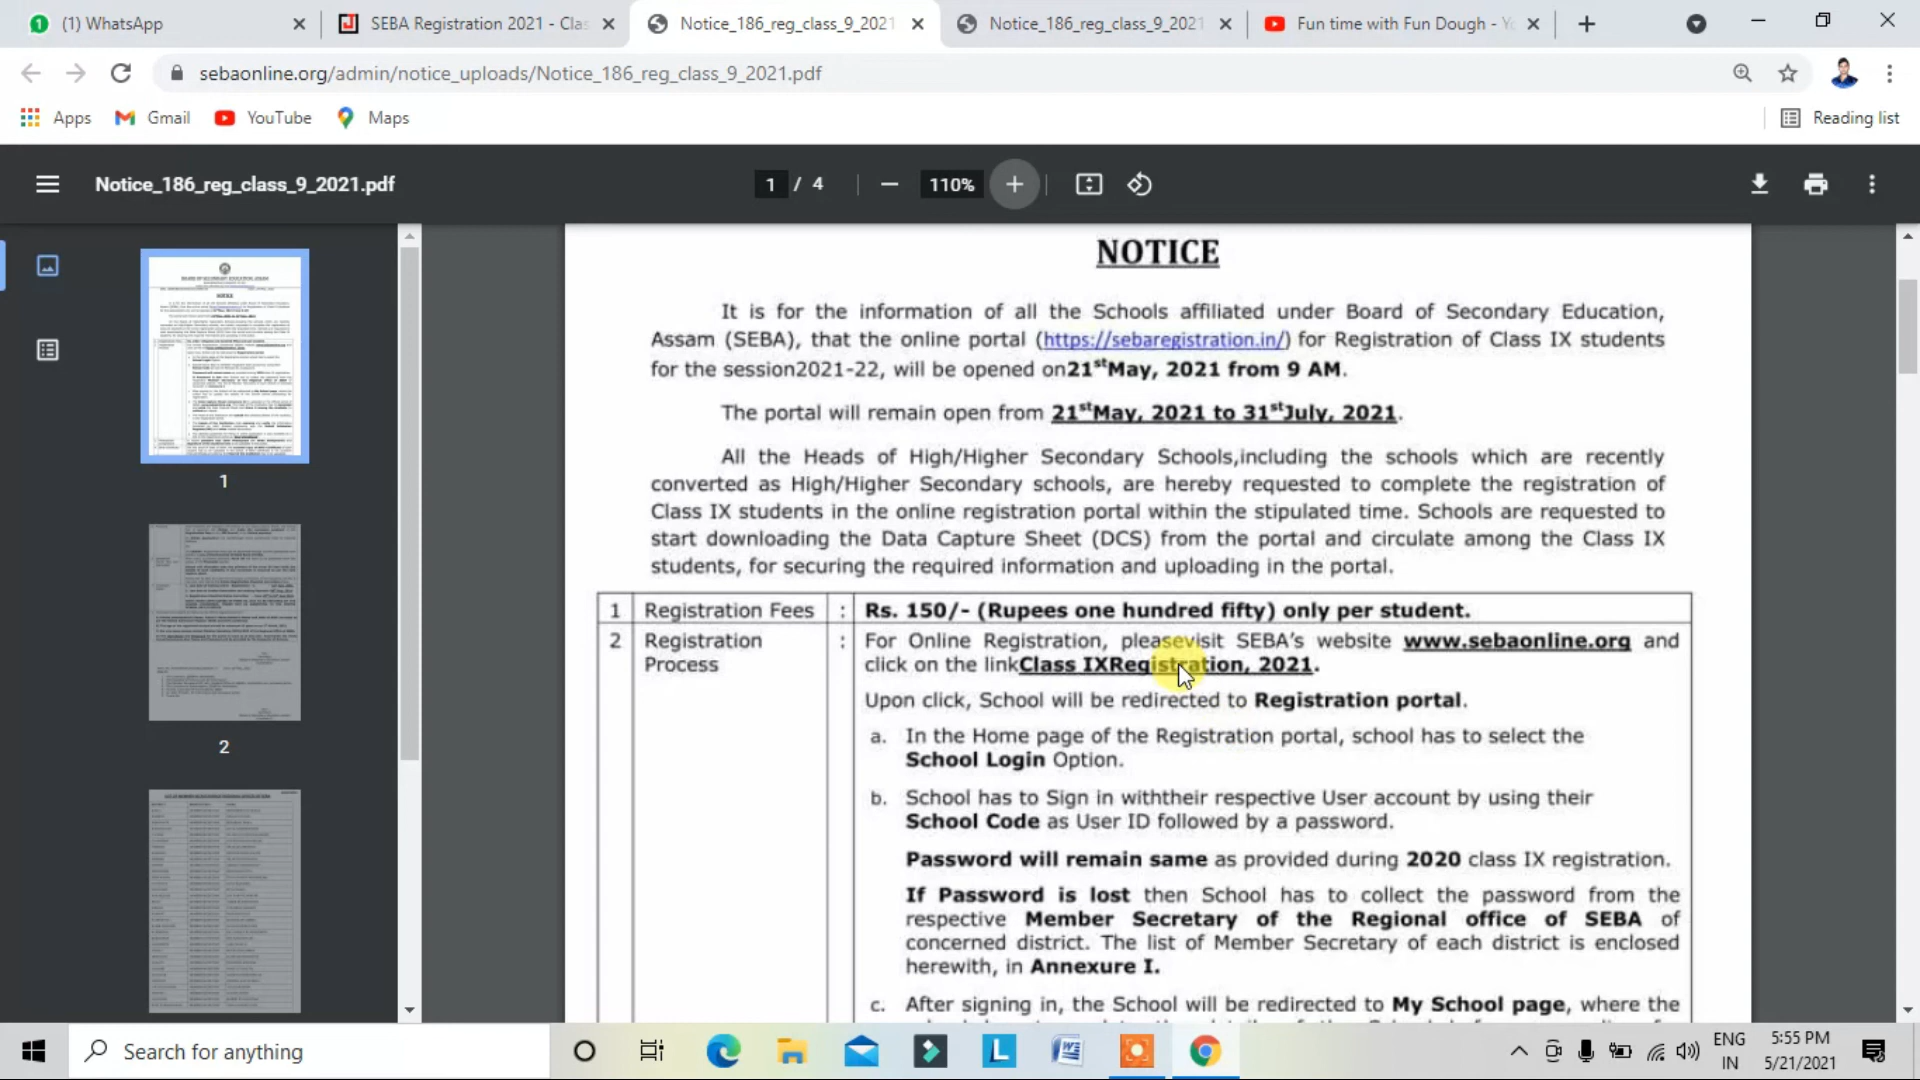 (1) WhatsApp
SEBA Registration 2021 - Clas
Notice_186_reg_class_9_2021
Notice_186_reg_class_9_2021
Fun time with Fun Dough - Yo
sebaonline.org/admin/notice_uploads/Notice_186_reg_class_9_2021.pdf
Apps Gmail YouTube Maps Reading list
Notice_186_reg_class_9_2021.pdf
1 / 4
110%
1
2
NOTICE
It is for the information of all the Schools affiliated under Board of Secondary Education,
Assam (SEBA), that the online portal (https://sebaregistration.in/) for Registration of Class IX students
for the session2021-22, will be opened on21stMay, 2021 from 9 AM.
The portal will remain open from 21stMay, 2021 to 31stJuly, 2021.
All the Heads of High/Higher Secondary Schools,including the schools which are recently
converted as High/Higher Secondary schools, are hereby requested to complete the registration of
Class IX students in the online registration portal within the stipulated time. Schools are requested to
start downloading the Data Capture Sheet (DCS) from the portal and circulate among the Class IX
students, for securing the required information and uploading in the portal.
1 Registration Fees : Rs. 150/- (Rupees one hundred fifty) only per student.
2 Registration : For Online Registration, pleasevisit SEBA's website www.sebaonline.org and
Process click on the linkClass IXRegistration, 2021.
Upon click, School will be redirected to Registration portal.
a. In the Home page of the Registration portal, school has to select the
School Login Option.
b. School has to Sign in withtheir respective User account by using their
School Code as User ID followed by a password.
Password will remain same as provided during 2020 class IX registration.
If Password is lost then School has to collect the password from the
respective Member Secretary of the Regional office of SEBA of
concerned district. The list of Member Secretary of each district is enclosed
herewith, in Annexure I.
c. After signing in, the School will be redirected to My School page, where the
Search for anything
ENG
IN
5:55 PM
5/21/2021